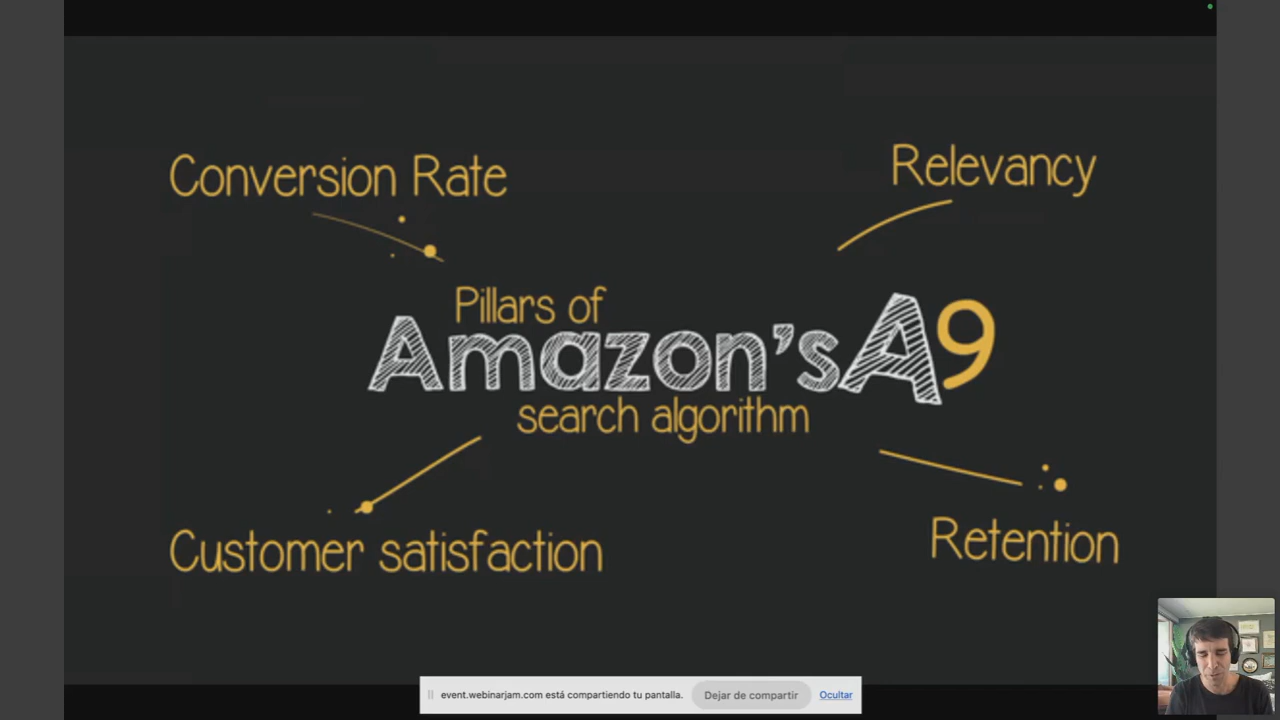 Conversion Rate
Relevancy
Pillars of
Amazon's A9
search algorithm
Customer satisfaction
Retention
event.webinarjam.com está compartiendo tu pantalla.
Dejar de compartir
Ocultar